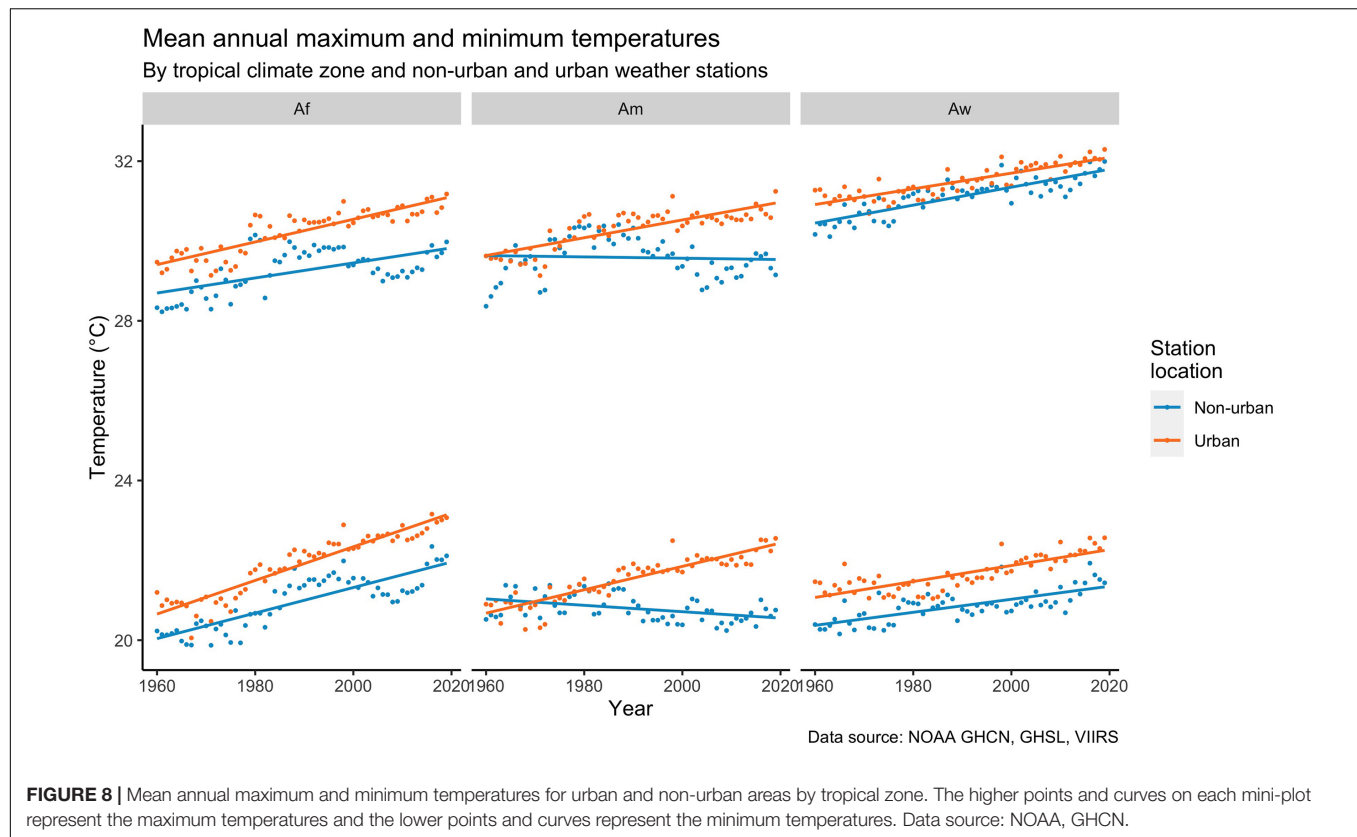 Mean annual maximum and minimum temperatures
By tropical climate zone and non-urban and urban weather stations
Af
Am
Aw
32
28
24
20
Temperature (°C)
1960
1980
2000
2020
1960
1980
2000
2020
1960
1980
2000
2020
Year
Station
location
Non-urban
Urban
Data source: NOAA GHCN, GHSL, VIIRS
FIGURE 8 | Mean annual maximum and minimum temperatures for urban and non-urban areas by tropical zone. The higher points and curves on each mini-plot
represent the maximum temperatures and the lower points and curves represent the minimum temperatures. Data source: NOAA, GHCN.